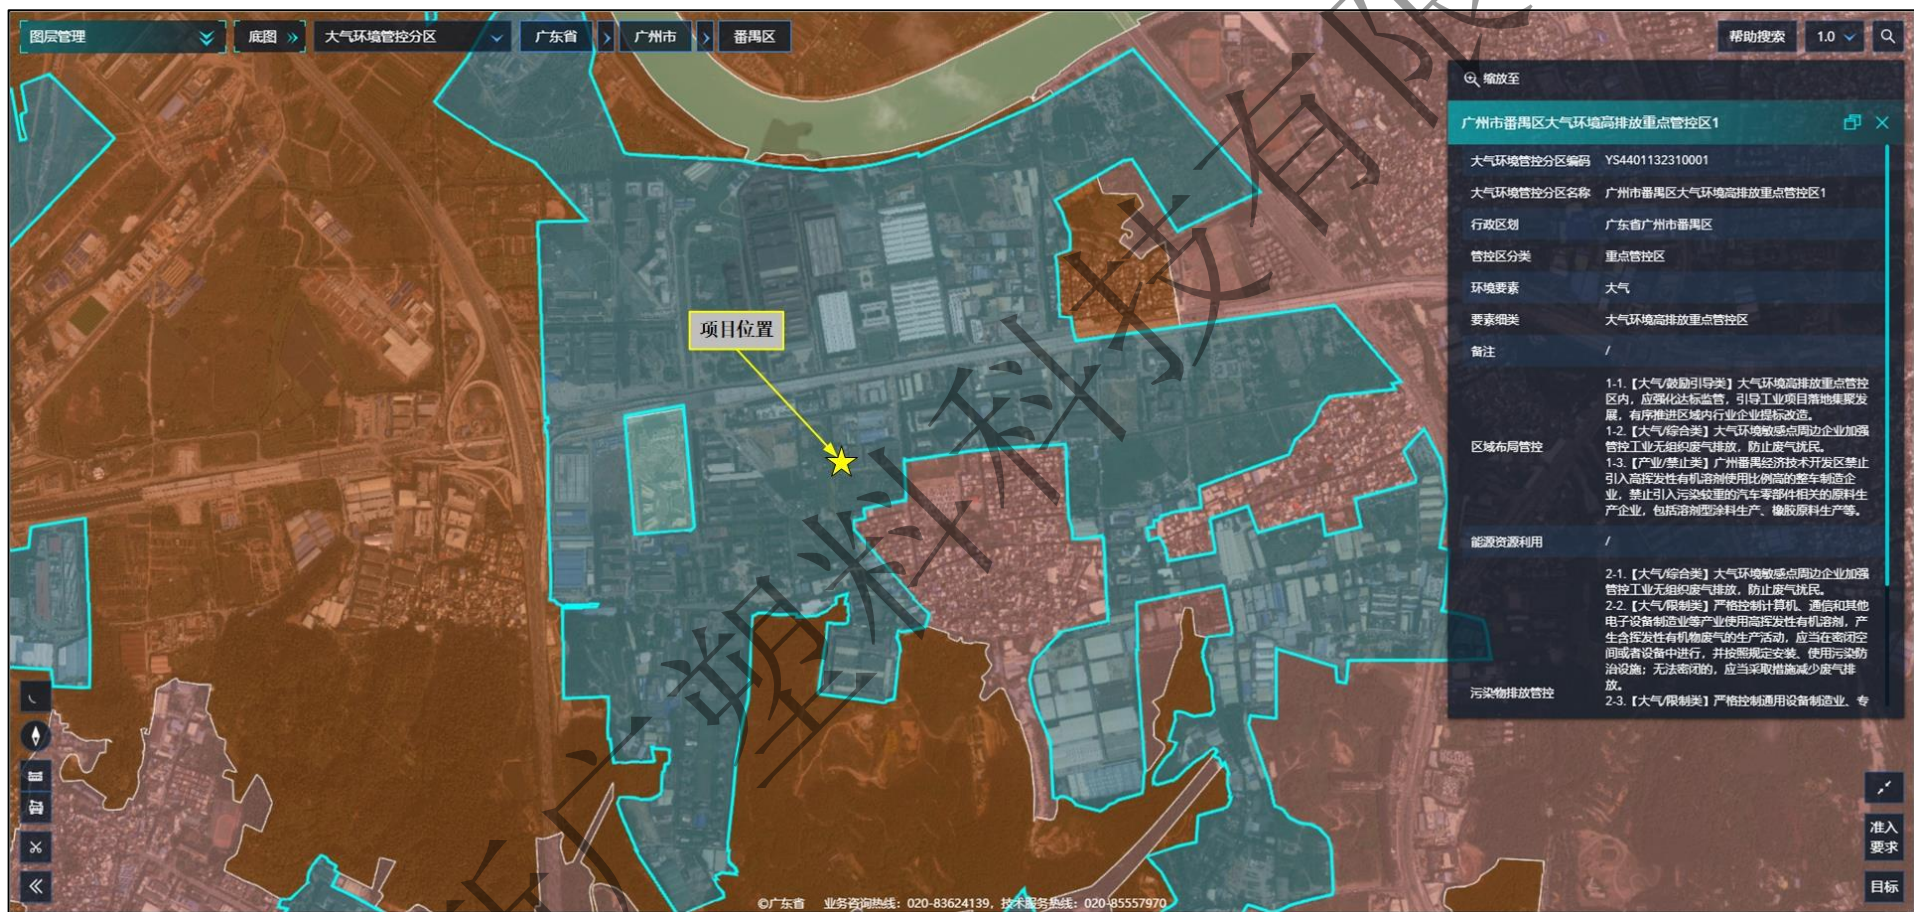 图层管理
底图
大气环境管控分区
广东省
广州市
番禺区
帮助搜索
1.0
缩放至
广州市番禺区大气环境高排放重点管控区1
大气环境管控分区编码 YS4401132310001
大气环境管控分区名称 广州市番禺区大气环境高排放重点管控区1
行政区划 广东省广州市番禺区
管控区分类 重点管控区
环境要素 大气
要素细类 大气环境高排放重点管控区
备注 /
区域布局管控
1-1.【大气/鼓励引导类】大气环境高排放重点管控
区内，应强化达标监管，引导工业项目落地集聚发
展，有序推进区域内行业企业提标改造。
1-2.【大气/综合类】大气环境敏感点周边企业加强
管控工业无组织废气排放，防止废气扰民。
1-3.【产业/禁止类】广州番禺经济技术开发区禁止
引入高挥发性有机溶剂使用比例高的整车制造企
业，禁止引入污染较重的汽车零部件相关的原料生
产企业，包括溶剂型涂料生产、橡胶原料生产等。
能源资源利用 /
污染物排放管控
2-1.【大气/综合类】大气环境敏感点周边企业加强
管控工业无组织废气排放，防止废气扰民。
2-2.【大气/限制类】严格控制计算机、通信和其他
电子设备制造业等产业使用高挥发性有机溶剂，产
生含挥发性有机物废气的生产活动，应当在密闭空
间或者设备中进行，并按照规定安装、使用污染防
治设施；无法密闭的，应当采取措施减少废气排
放。
2-3.【大气/限制类】严格控制通用设备制造业、专
项目位置
准入
要求
目标
©广东省 业务咨询热线：020-83624139，技术服务热线：020-85557970
广塑料科技有限